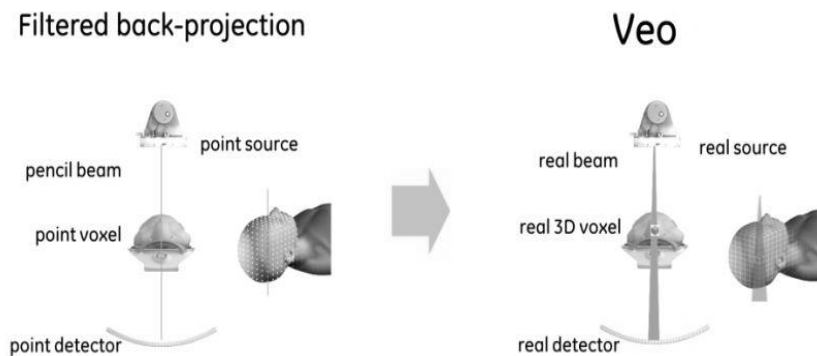 Filtered back-projection
Veo
point source
pencil beam
point voxel
point detector
real source
real beam
real 3D voxel
real detector